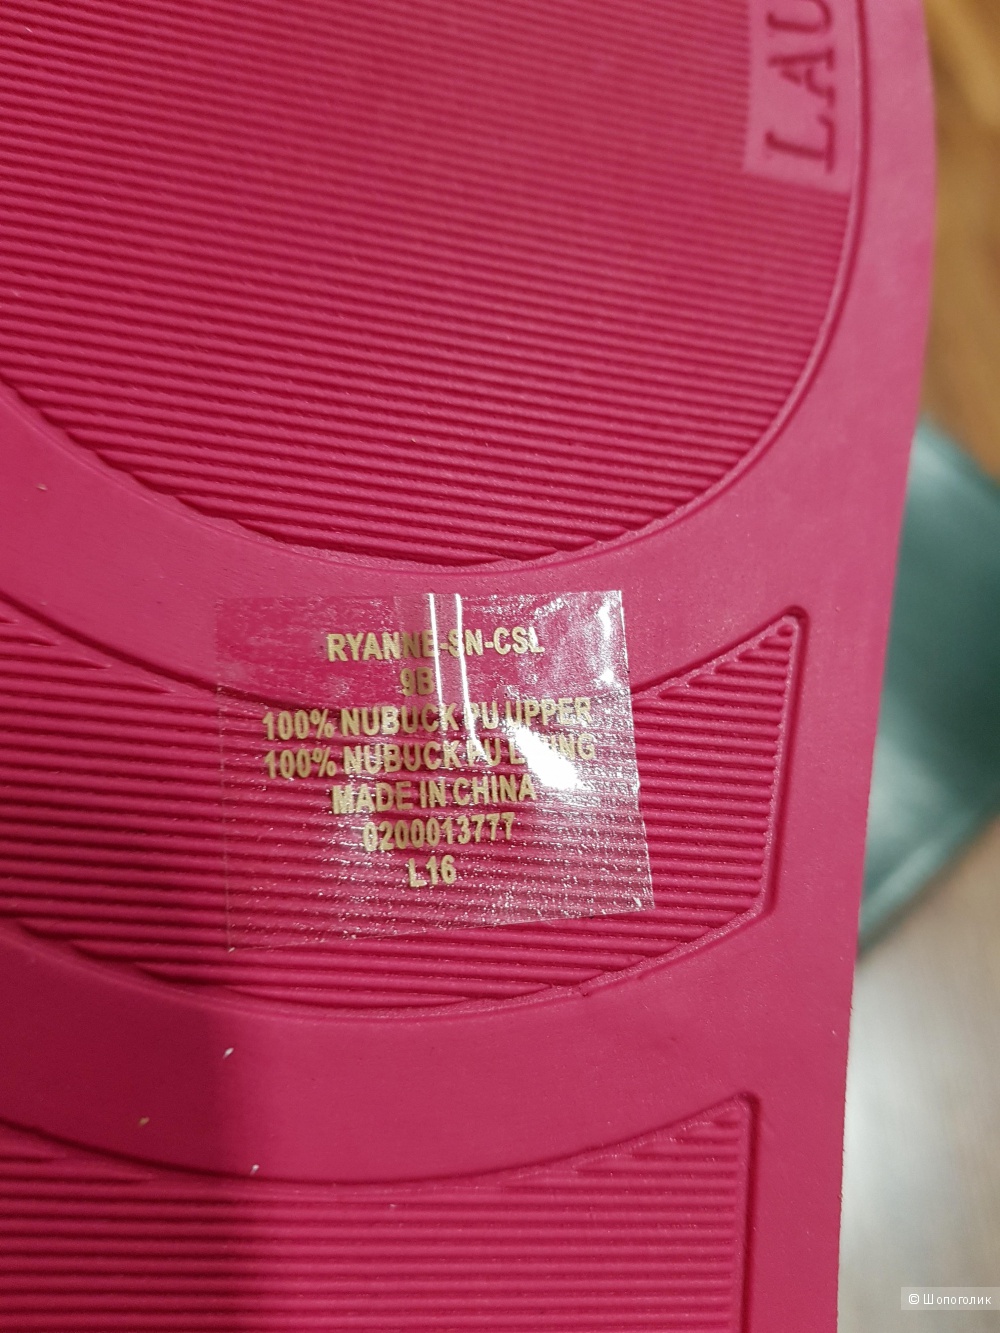 LAU
RYANNE-SN-CSL
9B
100% NUBUCK PU UPPER
100% NUBUCK PU LINING
MADE IN CHINA
0200013777
L16
© Шопоголик